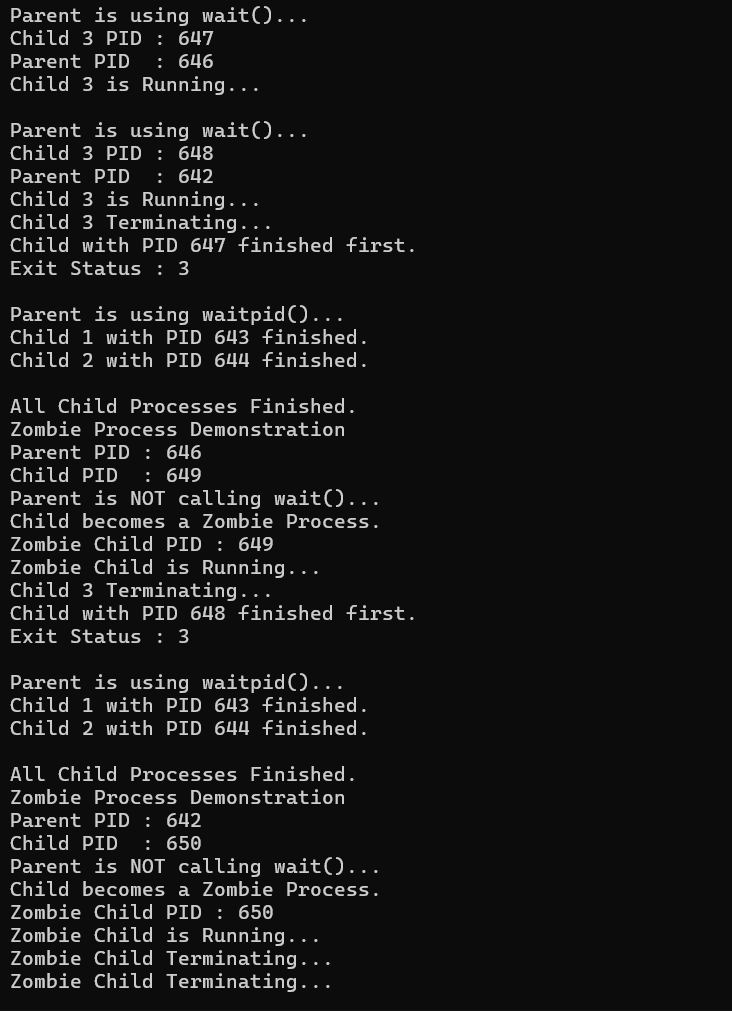 Parent is using wait()...
Child 3 PID : 647
Parent PID  : 646
Child 3 is Running...

Parent is using wait()...
Child 3 PID : 648
Parent PID  : 642
Child 3 is Running...
Child 3 Terminating...
Child with PID 647 finished first.
Exit Status : 3

Parent is using waitpid()...
Child 1 with PID 643 finished.
Child 2 with PID 644 finished.

All Child Processes Finished.
Zombie Process Demonstration
Parent PID : 646
Child PID  : 649
Parent is NOT calling wait()...
Child becomes a Zombie Process.
Zombie Child PID : 649
Zombie Child is Running...
Child 3 Terminating...
Child with PID 648 finished first.
Exit Status : 3

Parent is using waitpid()...
Child 1 with PID 643 finished.
Child 2 with PID 644 finished.

All Child Processes Finished.
Zombie Process Demonstration
Parent PID : 642
Child PID  : 650
Parent is NOT calling wait()...
Child becomes a Zombie Process.
Zombie Child PID : 650
Zombie Child is Running...
Zombie Child Terminating...
Zombie Child Terminating...